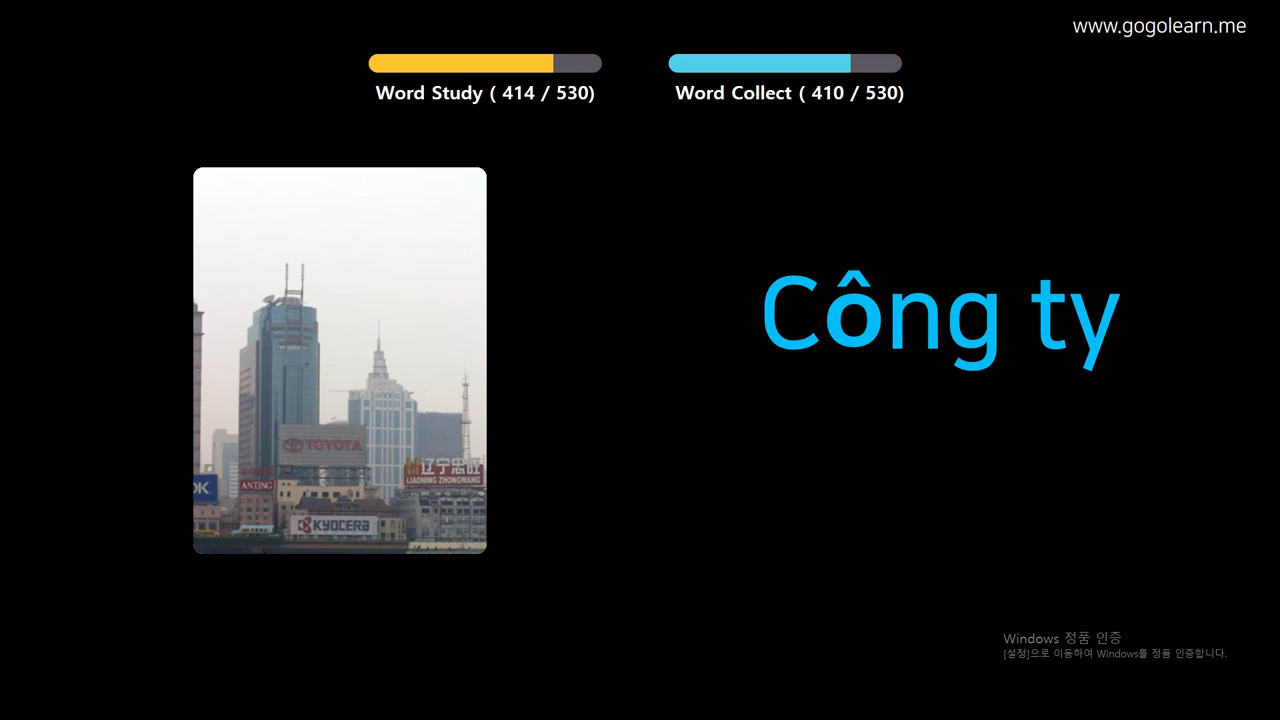 www.gogolearn.me
Word Study ( 414 / 530)
Word Collect ( 410 / 530)
Công ty
TOYOTA
辽宁忠旺
LIAONING ZHONGWANG
OK
ANTING
KYOCERA
Windows 정품 인증
[설정]으로 이동하여 Windows를 정품 인증합니다.